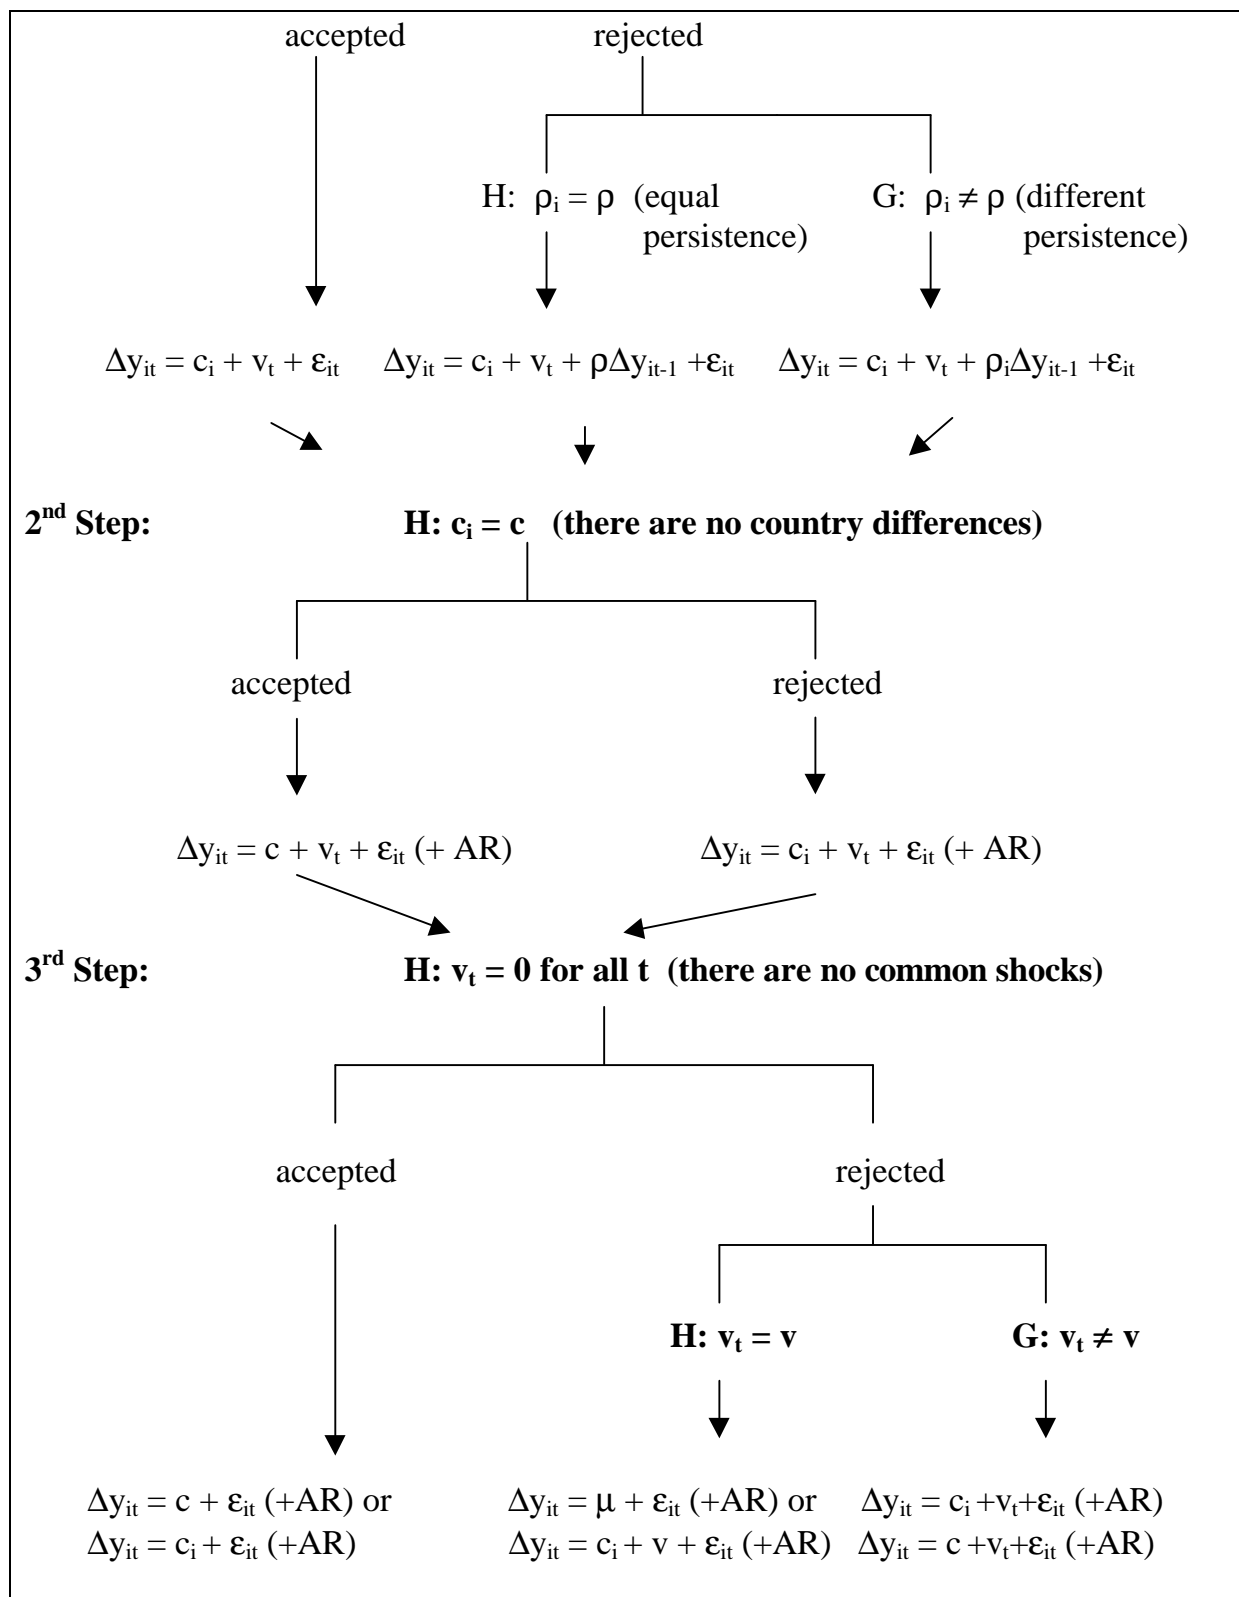 accepted rejected
H: ρi = ρ (equal G: ρi ≠ ρ (different
persistence) persistence)
Δyit = ci + vt + εit Δyit = ci + vt + ρΔyit-1 +εit Δyit = ci + vt + ρiΔyit-1 +εit
2nd Step: H: ci = c (there are no country differences)
accepted rejected
Δyit = c + vt + εit (+ AR) Δyit = ci + vt + εit (+ AR)
3rd Step: H: vt = 0 for all t (there are no common shocks)
accepted rejected
H: vt = v G: vt ≠ v
Δyit = c + εit (+AR) or Δyit = μ + εit (+AR) or Δyit = ci +vt+εit (+AR)
Δyit = ci + εit (+AR) Δyit = ci + v + εit (+AR) Δyit = c +vt+εit (+AR)